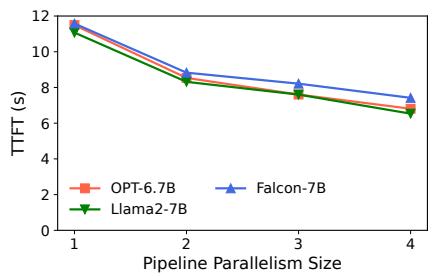 12
10
8
6
4
2
0
TTFT (s)
OPT-6.7B
Llama2-7B
Falcon-7B
1 2 3 4
Pipeline Parallelism Size